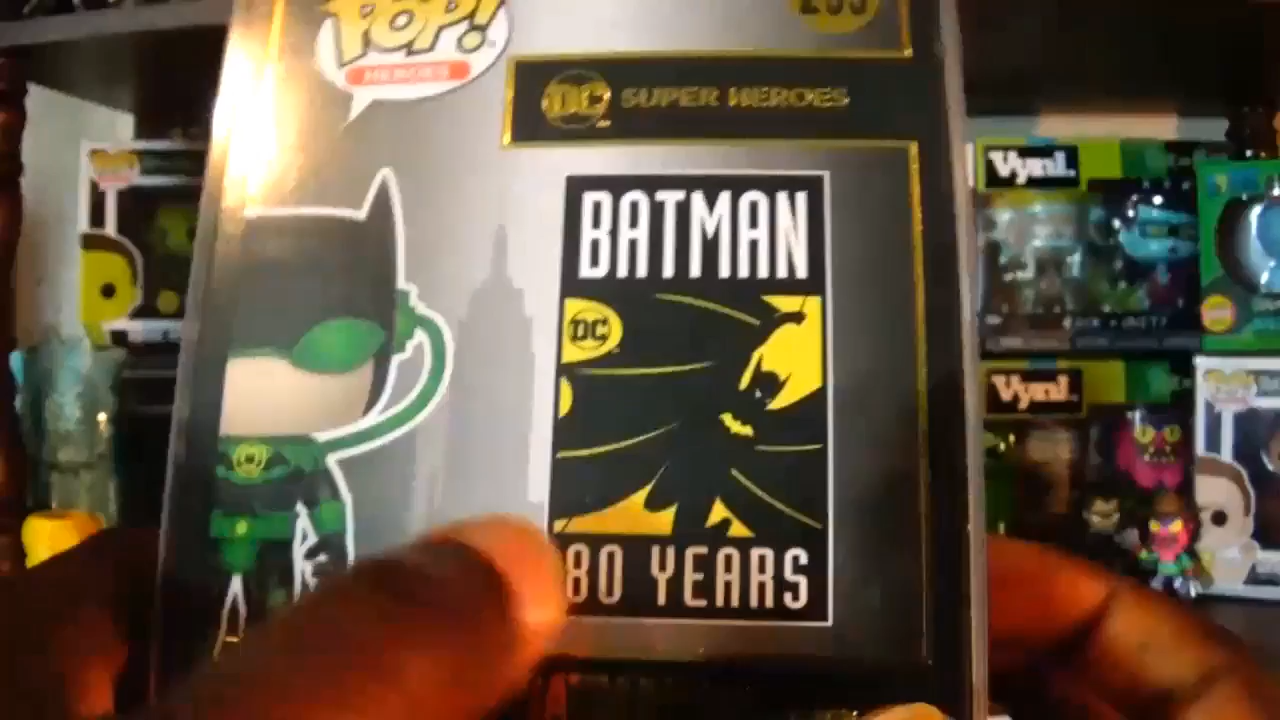 POP!
HEROES
DC SUPER HEROES
BATMAN
DC
80 YEARS
Vynl.
Vynl.